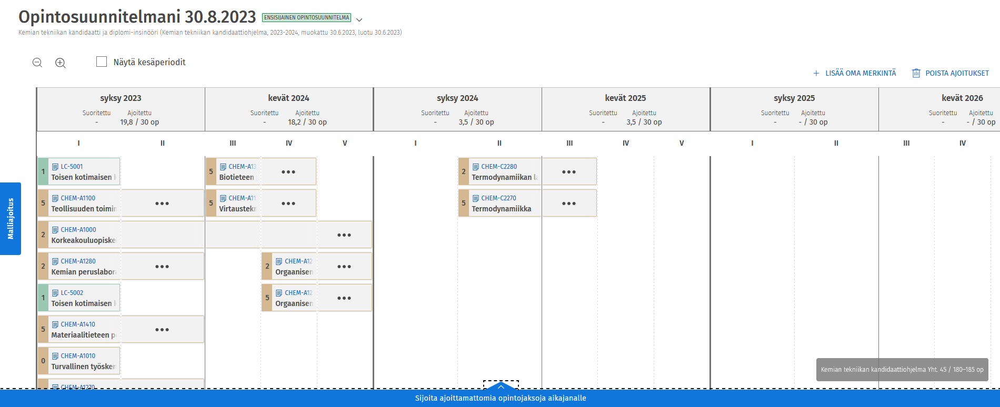 Opintosuunnitelmani 30.8.2023 ENSISIJAINEN OPINTOSUUNNITELMA
Kemian tekniikan kandidaatti ja diplomi-insinööri (Kemian tekniikan kandidaattiohjelma, 2023-2024, muokattu 30.6.2023, luotu 30.6.2023)
Näytä kesäperiodit
+ LISÄÄ OMA MERKINTÄ POISTA AJOITUKSET
syksy 2023 kevät 2024 syksy 2024 kevät 2025 syksy 2025 kevät 2026
Suoritettu Ajoitettu Suoritettu Ajoitettu Suoritettu Ajoitettu Suoritettu Ajoitettu Suoritettu Ajoitettu Suoritettu Ajoitettu
- 19,8 / 30 op - 18,2 / 30 op - 3,5 / 30 op - 3,5 / 30 op - - / 30 op - - / 30 op
I II III IV V I II III IV V I II III IV
1 LC-5001
Toisen kotimaisen
5 CHEM-A13
Biotieteen
2 CHEM-C2280
Termodynamiikan
5 CHEM-A1100
Teollisuuden toimin
5 CHEM-A11
Virtaustekn
5 CHEM-C2270
Termodynamiikka
2 CHEM-A1000
Korkeakouluopiske
2 CHEM-A1280
Kemian peruslabora
2 CHEM-A12
Orgaanisen
1 LC-5002
Toisen kotimaisen
5 CHEM-A12
Orgaanisen
5 CHEM-A1410
Materiaalitieteen p
0 CHEM-A1010
Turvallinen työsken
CHEM-A1270
Malliajoitus
Kemian tekniikan kandidaattiohjelma Yht. 45 / 180–185 op
Sijoita ajoittamattomia opintojaksoja aikajanalle